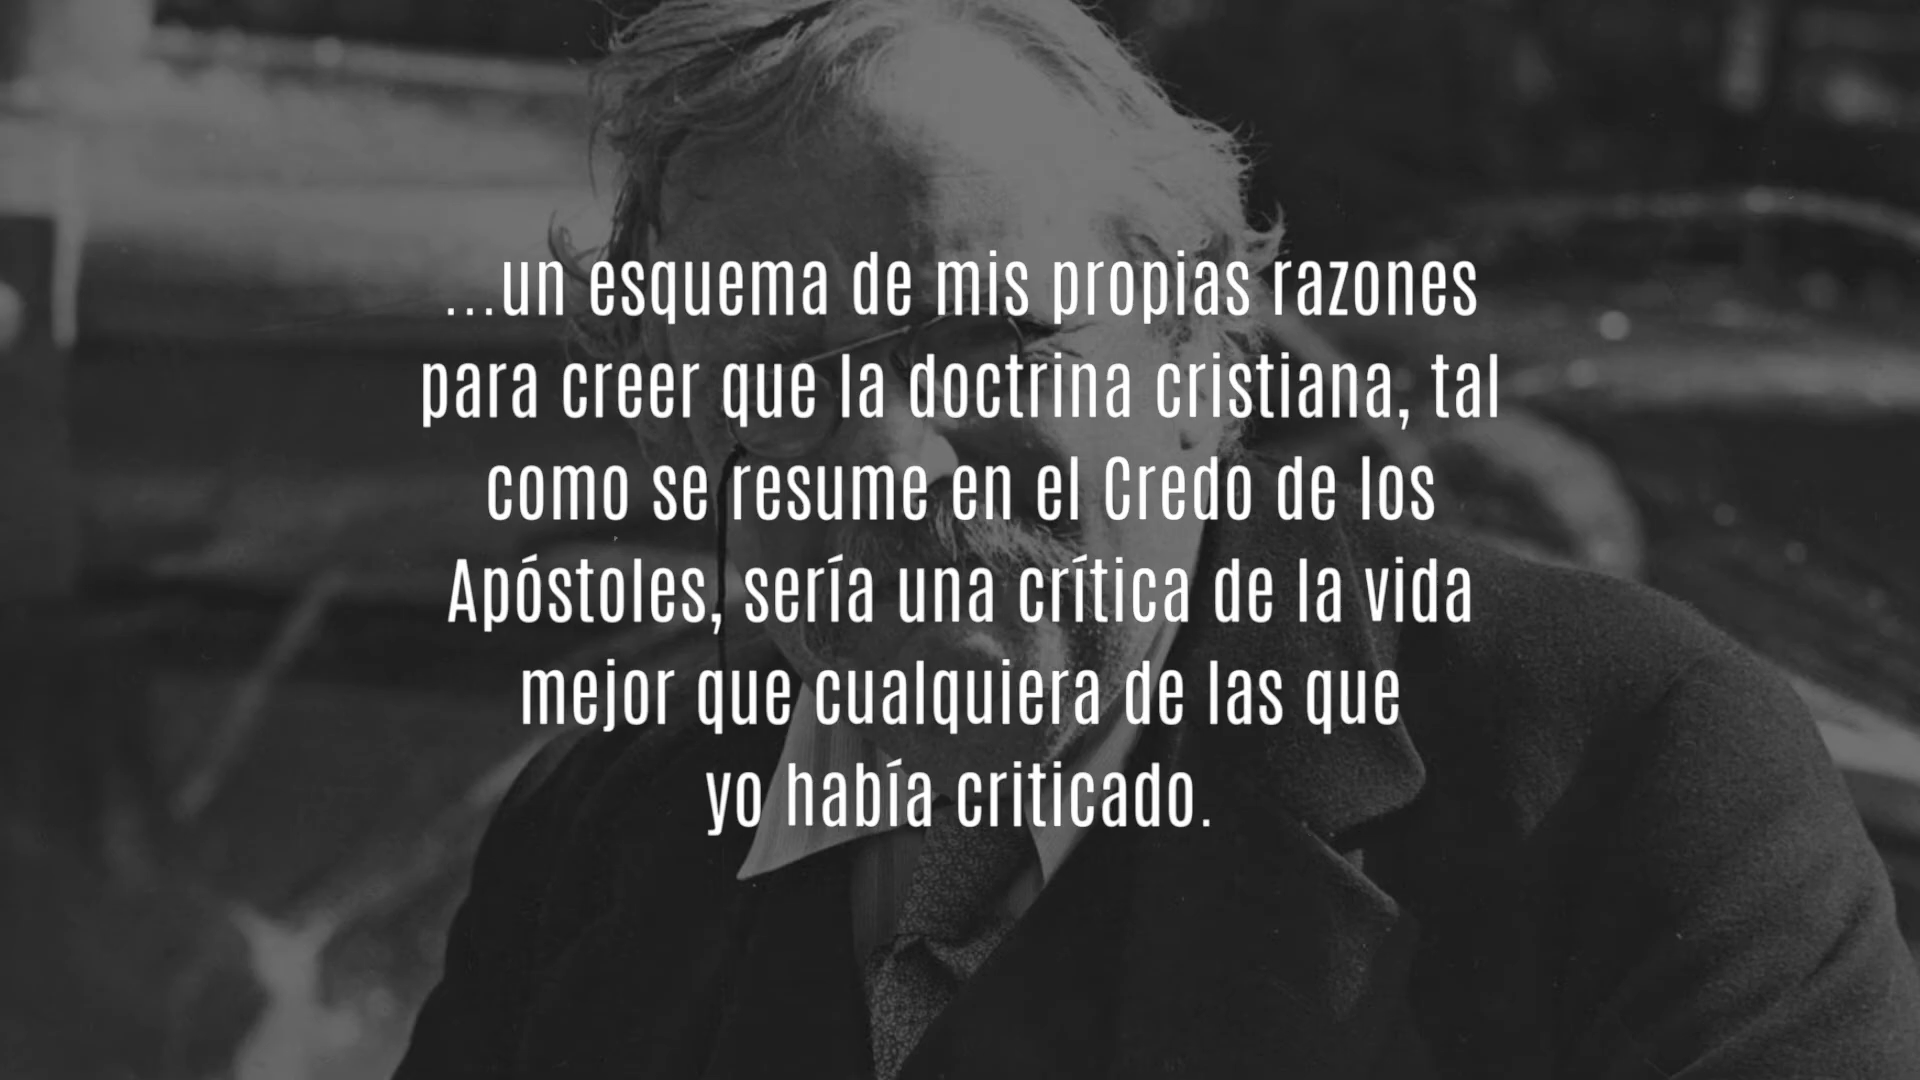 ...un esquema de mis propias razones
para creer que la doctrina cristiana, tal
como se resume en el Credo de los
Apóstoles, sería una crítica de la vida
mejor que cualquiera de las que
yo había criticado.